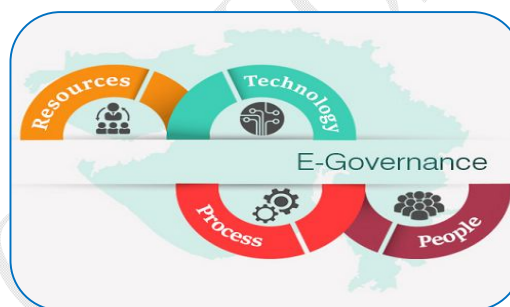 Resources
Technology
E-Governance
Process
People